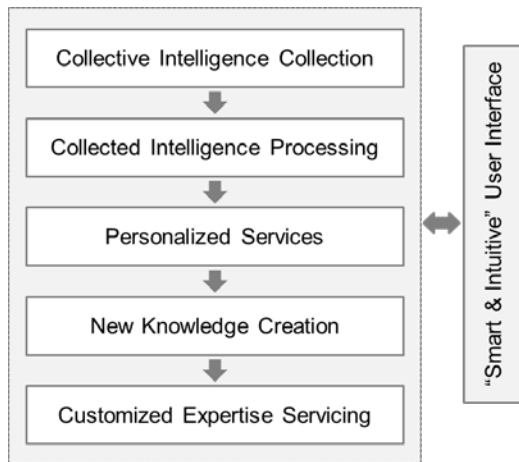 Collective Intelligence Collection
Collected Intelligence Processing
Personalized Services
New Knowledge Creation
Customized Expertise Servicing
“Smart & Intuitive” User Interface